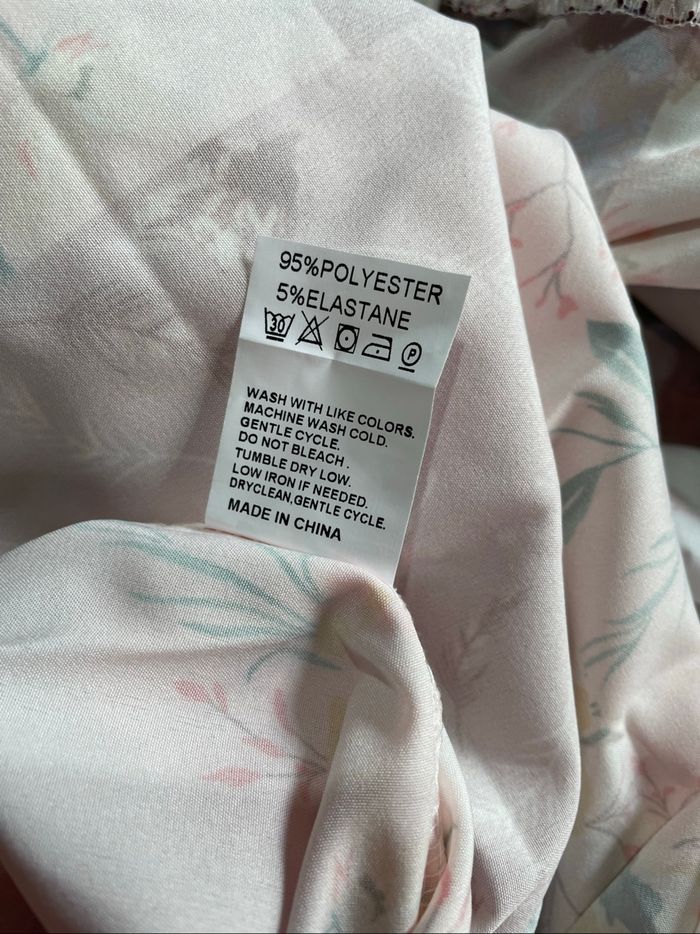 95%POLYESTER
5%ELASTANE
30 P
WASH WITH LIKE COLORS.
MACHINE WASH COLD.
GENTLE CYCLE.
DO NOT BLEACH .
TUMBLE DRY LOW.
LOW IRON IF NEEDED.
DRYCLEAN,GENTLE CYCLE.
MADE IN CHINA